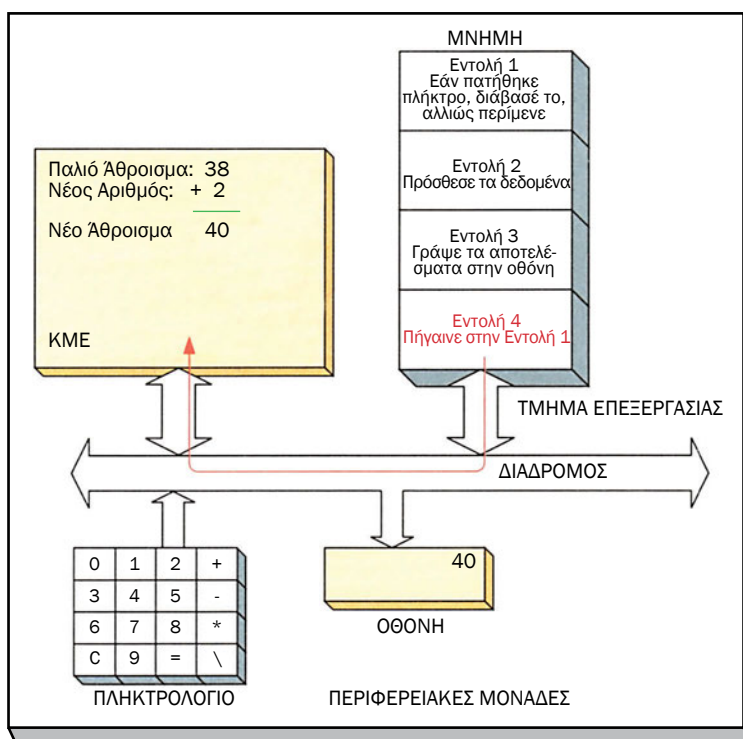 ΜΝΗΜΗ
Εντολή 1
Εάν πατήθηκε
πλήκτρο, διάβασέ το,
αλλιώς περίμενε
Εντολή 2
Πρόσθεσε τα δεδομένα
Εντολή 3
Γράψε τα αποτελέ-
σματα στην οθόνη
Εντολή 4
Πήγαινε στην Εντολή 1
Παλιό Άθροισμα: 38
Νέος Αριθμός: + 2
Νέο Άθροισμα 40
ΚΜΕ
ΤΜΗΜΑ ΕΠΕΞΕΡΓΑΣΙΑΣ
ΔΙΑΔΡΟΜΟΣ
0 1 2 +
3 4 5 -
6 7 8 *
C 9 = \
ΠΛΗΚΤΡΟΛΟΓΙΟ
40
ΟΘΟΝΗ
ΠΕΡΙΦΕΡΕΙΑΚΕΣ ΜΟΝΑΔΕΣ